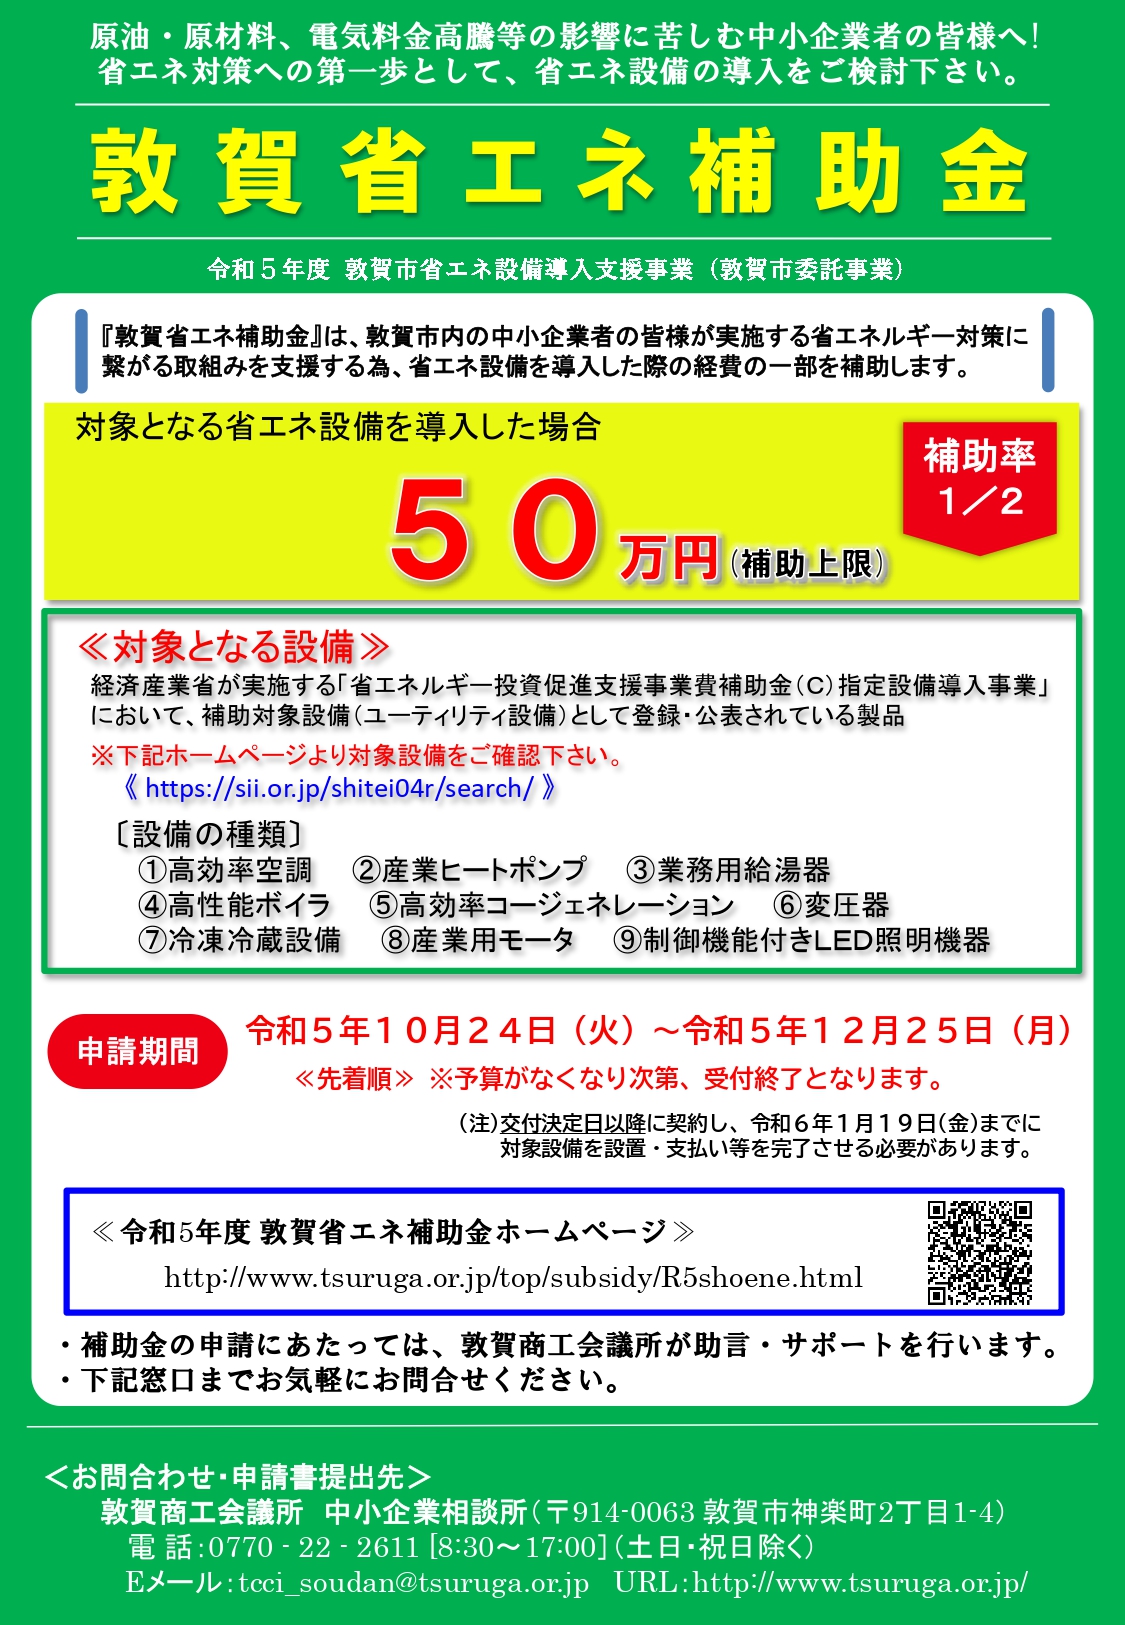 原油・原材料、電気料金高騰等の影響に苦しむ中小企業者の皆様へ！
省エネ対策への第一歩として、省エネ設備の導入をご検討下さい。
敦賀省エネ補助金
令和５年度 敦賀市省エネ設備導入支援事業（敦賀市委託事業）
『敦賀省エネ補助金』は、敦賀市内の中小企業者の皆様が実施する省エネルギー対策に
繋がる取組みを支援する為、省エネ設備を導入した際の経費の一部を補助します。
対象となる省エネ設備を導入した場合
補助率
１／２
５０万円（補助上限）
≪対象となる設備≫
経済産業省が実施する「省エネルギー投資促進支援事業費補助金（C）指定設備導入事業」
において、補助対象設備（ユーティリティ設備）として登録・公表されている製品
※下記ホームページより対象設備をご確認下さい。
《 https://sii.or.jp/shitei04r/search/ 》
〔設備の種類〕
①高効率空調　②産業ヒートポンプ　③業務用給湯器
④高性能ボイラ　⑤高効率コージェネレーション　⑥変圧器
⑦冷凍冷蔵設備　⑧産業用モータ　⑨制御機能付きLED照明機器
申請期間
令和５年１０月２４日（火）～令和５年１２月２５日（月）
≪先着順≫ ※予算がなくなり次第、受付終了となります。
（注）交付決定日以降に契約し、令和６年１月１９日(金)までに
対象設備を設置・支払い等を完了させる必要があります。
≪ 令和5年度 敦賀省エネ補助金ホームページ ≫
http://www.tsuruga.or.jp/top/subsidy/R5shoene.html
・補助金の申請にあたっては、敦賀商工会議所が助言・サポートを行います。
・下記窓口までお気軽にお問合せください。
＜お問合わせ・申請書提出先＞
敦賀商工会議所　中小企業相談所（〒914-0063 敦賀市神楽町2丁目1-4）
電 話：0770 - 22 - 2611 [8:30～17:00]（土日・祝日除く）
Eメール：tcci_soudan@tsuruga.or.jp　URL：http://www.tsuruga.or.jp/